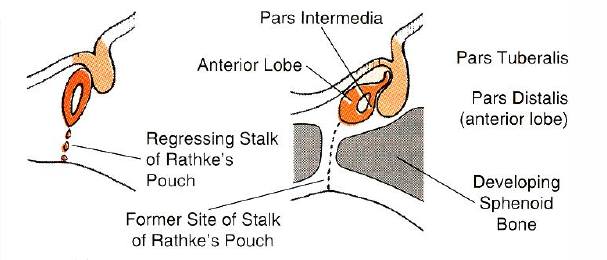 Pars Intermedia
Anterior Lobe
Pars Tuberalis
Pars Distalis
(anterior lobe)
Regressing Stalk
of Rathke's
Pouch
Developing
Sphenoid
Bone
Former Site of Stalk
of Rathke's Pouch